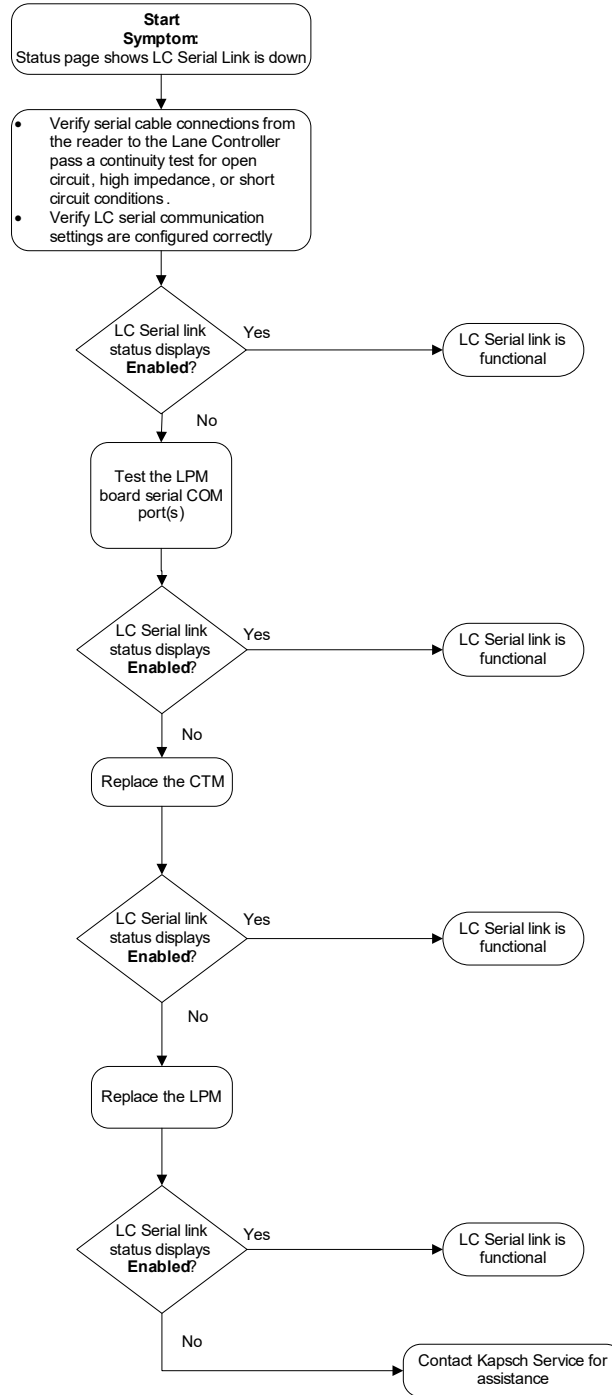 Start
Symptom:
Status page shows LC Serial Link is down
• Verify serial cable connections from
the reader to the Lane Controller
pass a continuity test for open
circuit, high impedance, or short
circuit conditions.
• Verify LC serial communication
settings are configured correctly
LC Serial link
status displays
Enabled?
Yes
LC Serial link is
functional
No
Test the LPM
board serial COM
port(s)
LC Serial link
status displays
Enabled?
Yes
LC Serial link is
functional
No
Replace the CTM
LC Serial link
status displays
Enabled?
Yes
LC Serial link is
functional
No
Replace the LPM
LC Serial link
status displays
Enabled?
Yes
LC Serial link is
functional
No
Contact Kapsch Service for
assistance